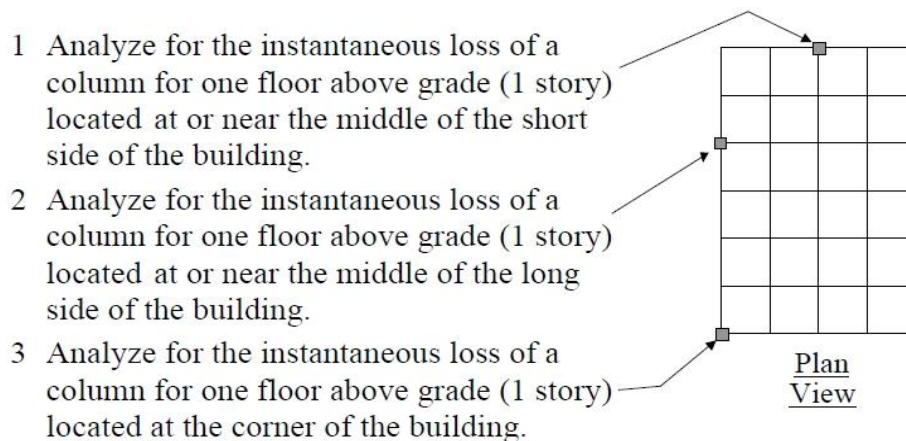 1 Analyze for the instantaneous loss of a
column for one floor above grade (1 story)
located at or near the middle of the short
side of the building.
2 Analyze for the instantaneous loss of a
column for one floor above grade (1 story)
located at or near the middle of the long
side of the building.
3 Analyze for the instantaneous loss of a
column for one floor above grade (1 story)
located at the corner of the building.
Plan
View